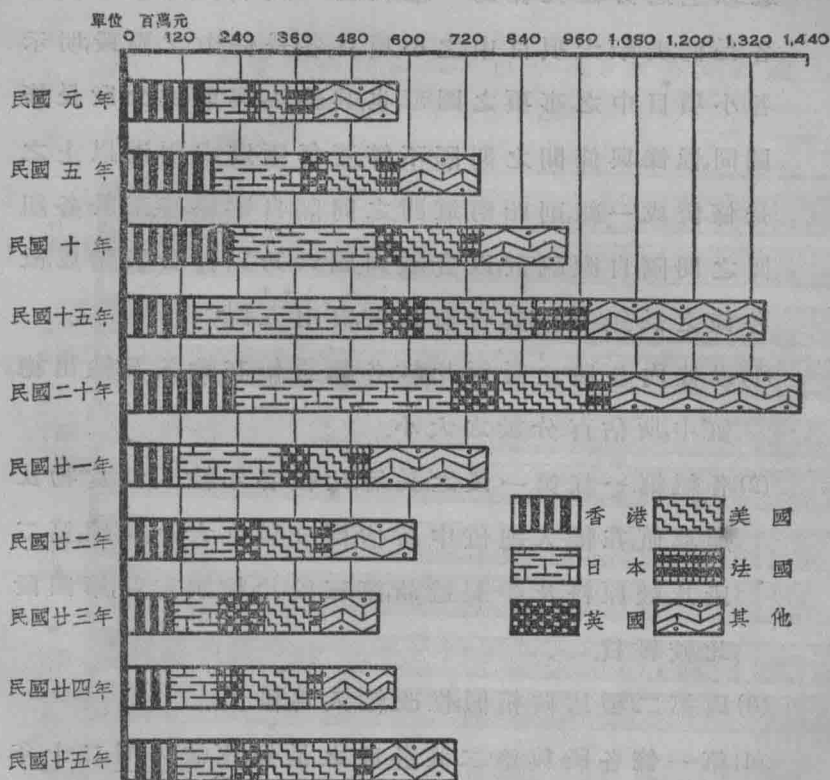 單位 百萬元
0 120 240 360 480 600 720 840 960 1,080 1,200 1,320 1,440
民國元年
民國五年
民國十年
民國十五年
民國二十年
民國廿一年
民國廿二年
民國廿三年
民國廿四年
民國廿五年
香港 美國
日本 法國
英國 其他